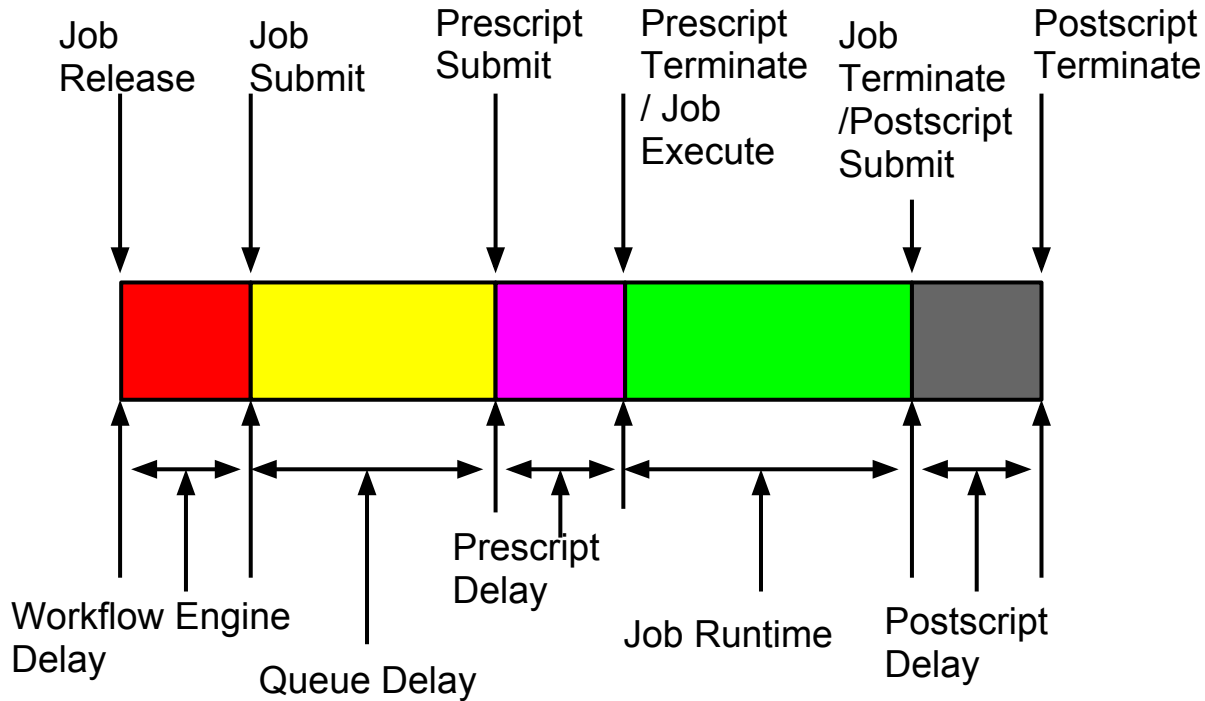 Job
Release
Job
Submit
Prescript
Submit
Prescript
Terminate
/ Job
Execute
Job
Terminate
/Postscript
Submit
Postscript
Terminate
Workflow Engine
Delay
Queue Delay
Prescript
Delay
Job Runtime
Postscript
Delay